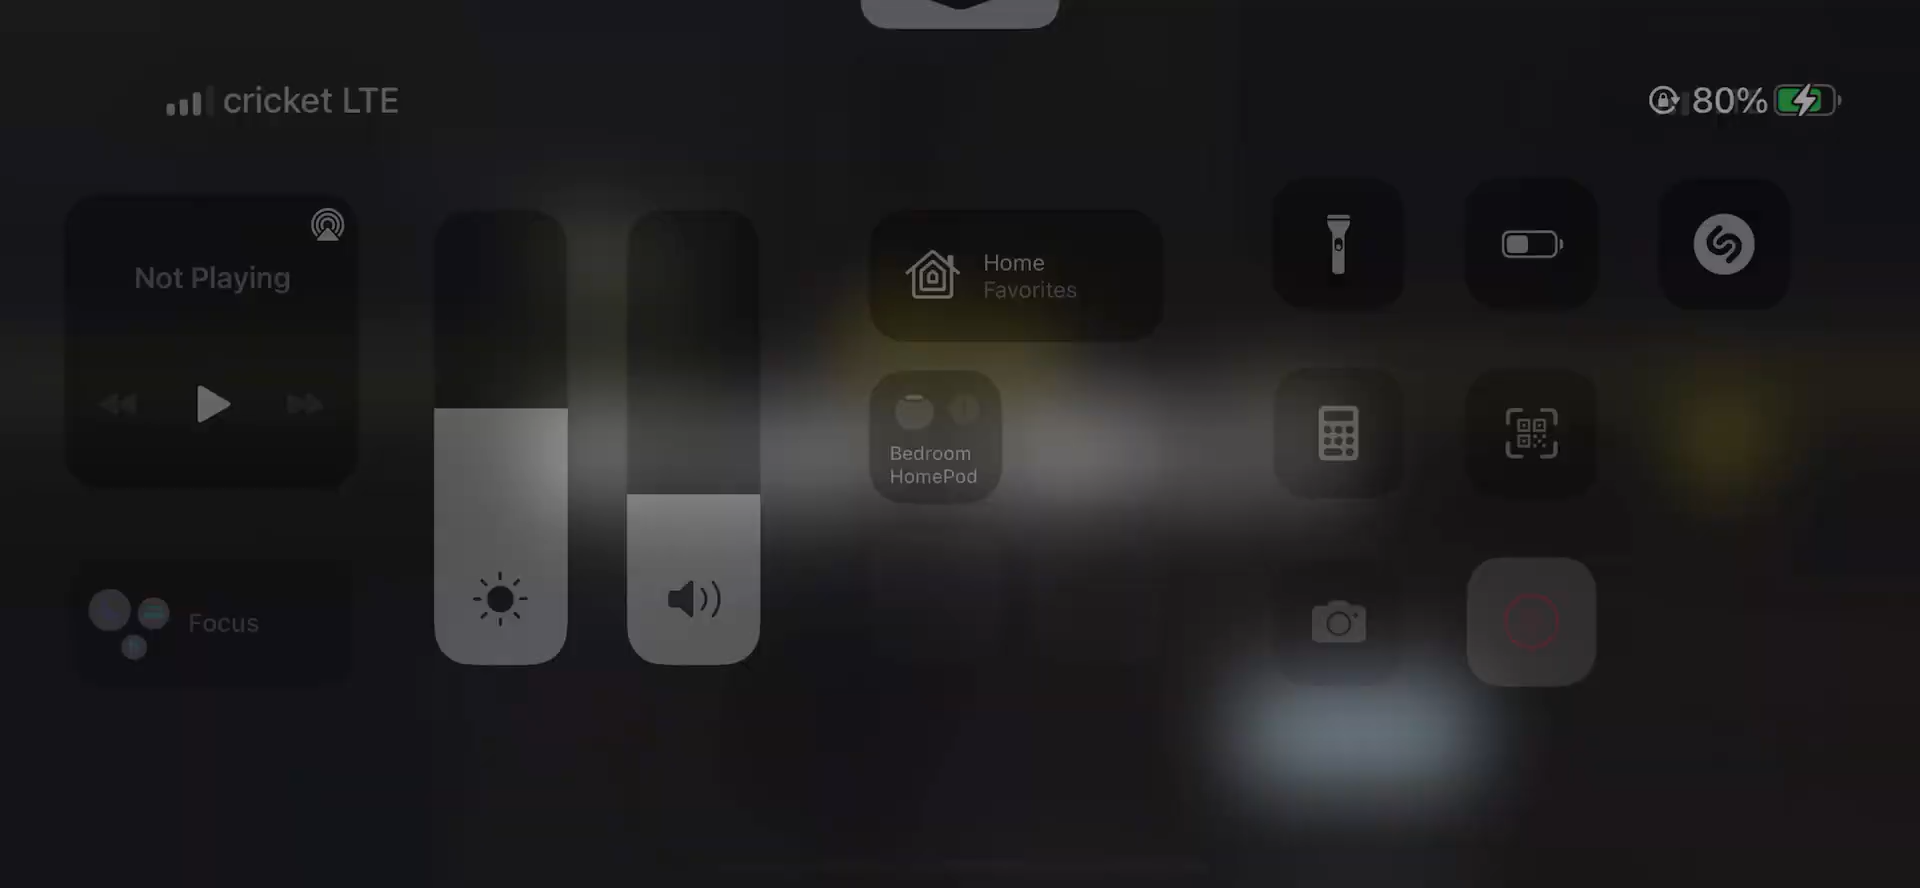 cricket LTE
80%
Not Playing
Home
Favorites
Bedroom
HomePod
Focus